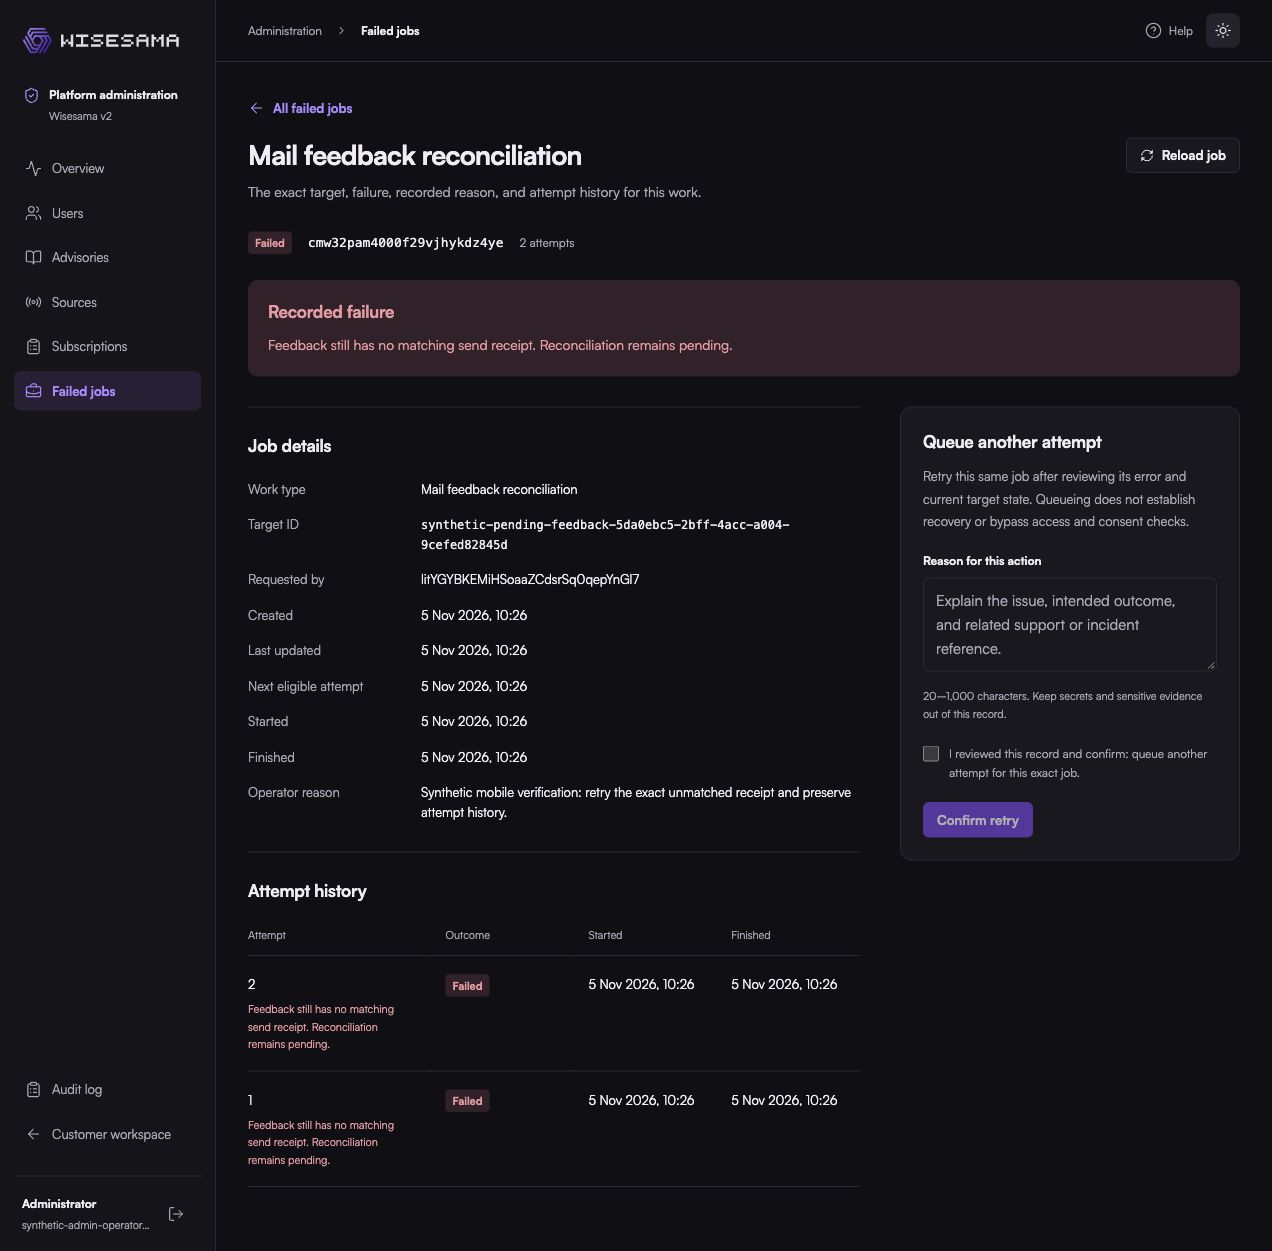 WISESAMA
Platform administration
Wisesama v2
Overview
Users
Advisories
Sources
Subscriptions
Failed jobs
Audit log
Customer workspace
Administrator
synthetic-admin-operator...
Administration > Failed jobs
Help
All failed jobs
Mail feedback reconciliation
Reload job
The exact target, failure, recorded reason, and attempt history for this work.
Failed cmw32pam4000f29vjhykdz4ye 2 attempts
Recorded failure
Feedback still has no matching send receipt. Reconciliation remains pending.
Job details
Work type Mail feedback reconciliation
Target ID synthetic-pending-feedback-5da0ebc5-2bff-4acc-a004-
9cefed82845d
Requested by litYGYBKEMiHSoaaZCdsrSq0qepYnGl7
Created 5 Nov 2026, 10:26
Last updated 5 Nov 2026, 10:26
Next eligible attempt 5 Nov 2026, 10:26
Started 5 Nov 2026, 10:26
Finished 5 Nov 2026, 10:26
Operator reason Synthetic mobile verification: retry the exact unmatched receipt and preserve
attempt history.
Attempt history
Attempt Outcome Started Finished
2 Failed 5 Nov 2026, 10:26 5 Nov 2026, 10:26
Feedback still has no matching
send receipt. Reconciliation
remains pending.
1 Failed 5 Nov 2026, 10:26 5 Nov 2026, 10:26
Feedback still has no matching
send receipt. Reconciliation
remains pending.
Queue another attempt
Retry this same job after reviewing its error and
current target state. Queueing does not establish
recovery or bypass access and consent checks.
Reason for this action
Explain the issue, intended outcome,
and related support or incident
reference.
20–1,000 characters. Keep secrets and sensitive evidence
out of this record.
I reviewed this record and confirm: queue another
attempt for this exact job.
Confirm retry